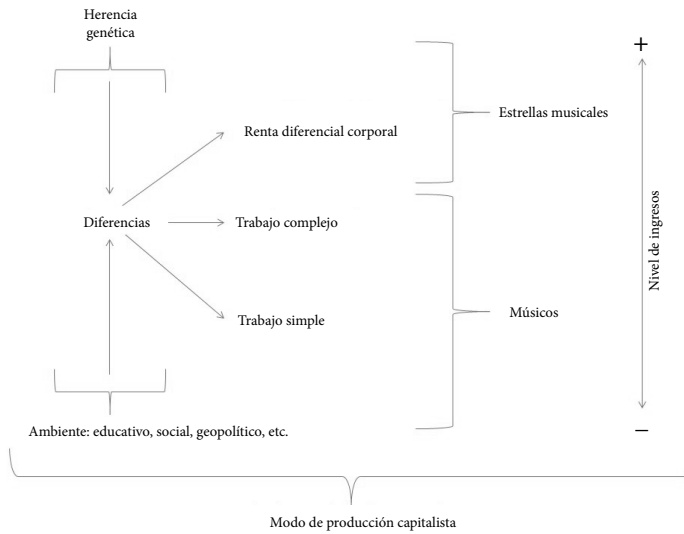 Herencia
genética
+
Estrellas musicales
Renta diferencial corporal
Diferencias
Trabajo complejo
Nivel de ingresos
Trabajo simple
Músicos
Ambiente: educativo, social, geopolítico, etc.
−
Modo de producción capitalista